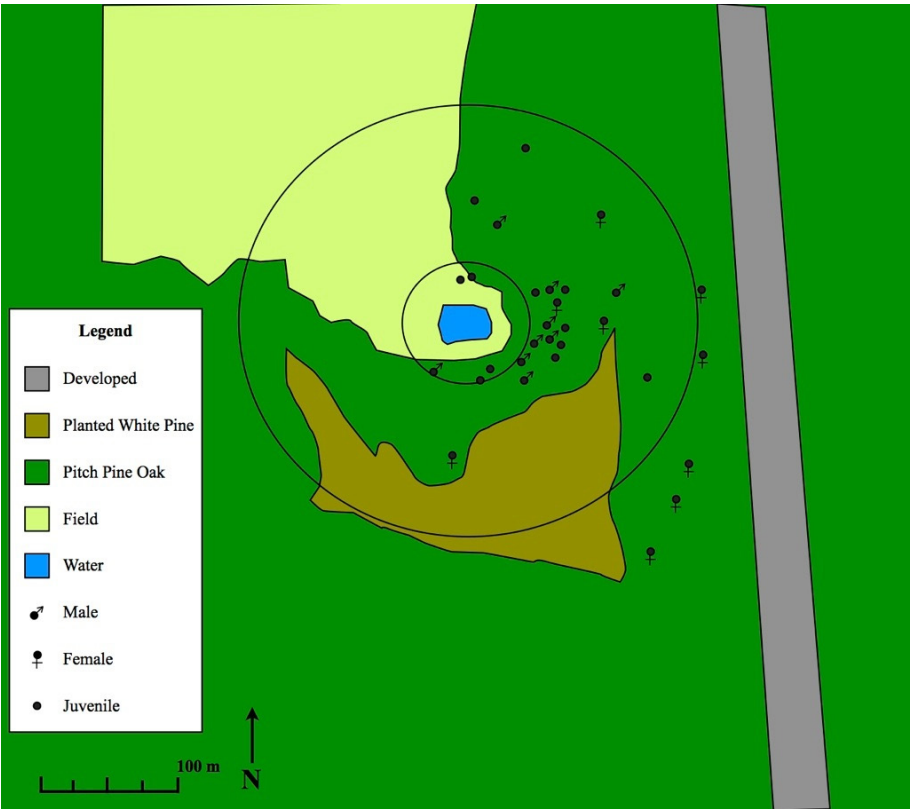 Legend
Developed
Planted White Pine
Pitch Pine Oak
Field
Water
Male
Female
Juvenile
100 m
N